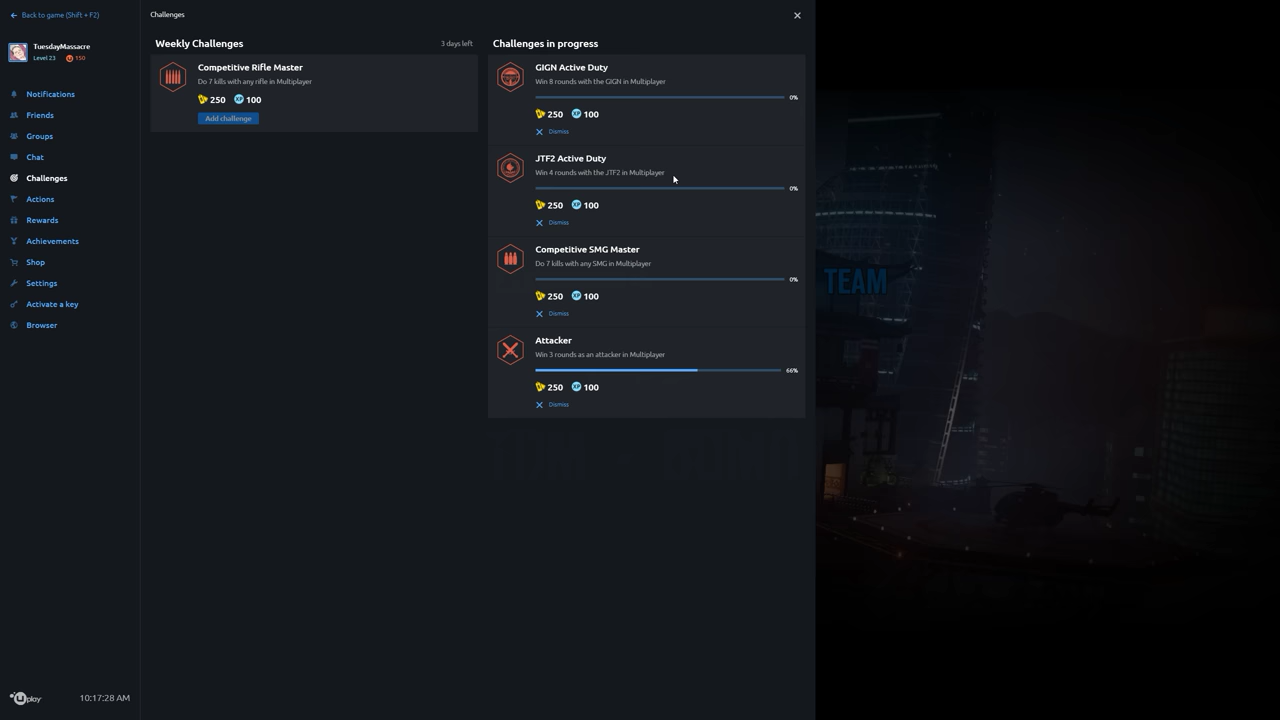 Back to game (Shift + F2)
TuesdayMassacre
Level 23 150
Notifications
Friends
Groups
Chat
Challenges
Actions
Rewards
Achievements
Shop
Settings
Activate a key
Browser
uplay
10:17:28 AM
Challenges
Weekly Challenges
3 days left
Competitive Rifle Master
Do 7 kills with any rifle in Multiplayer
250 XP 100
Add challenge
Challenges in progress
GIGN Active Duty
Win 8 rounds with the GIGN in Multiplayer
0%
250 XP 100
Dismiss
JTF2 Active Duty
Win 4 rounds with the JTF2 in Multiplayer
0%
250 XP 100
Dismiss
Competitive SMG Master
Do 7 kills with any SMG in Multiplayer
0%
250 XP 100
Dismiss
Attacker
Win 3 rounds as an attacker in Multiplayer
66%
250 XP 100
Dismiss
TEAM